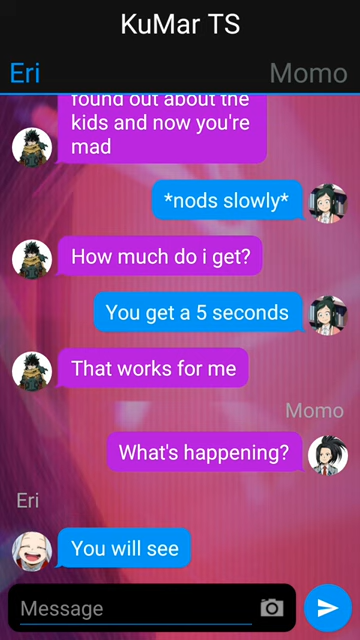 KuMar TS
Eri
Momo
found out about the
kids and now you're
mad
*nods slowly*
How much do i get?
You get a 5 seconds
That works for me
Momo
What's happening?
Eri
You will see
Message